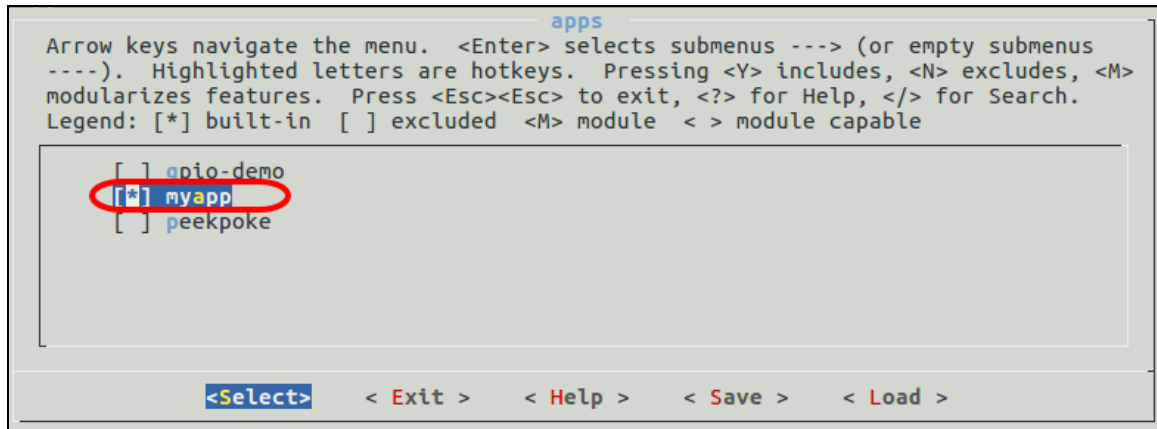 apps
Arrow keys navigate the menu. <Enter> selects submenus ---> (or empty submenus
----). Highlighted letters are hotkeys. Pressing <Y> includes, <N> excludes, <M>
modularizes features. Press <Esc><Esc> to exit, <?> for Help, </> for Search.
Legend: [*] built-in [ ] excluded <M> module < > module capable
[ ] gpio-demo
[*] myapp
[ ] peekpoke
<Select> < Exit > < Help > < Save > < Load >